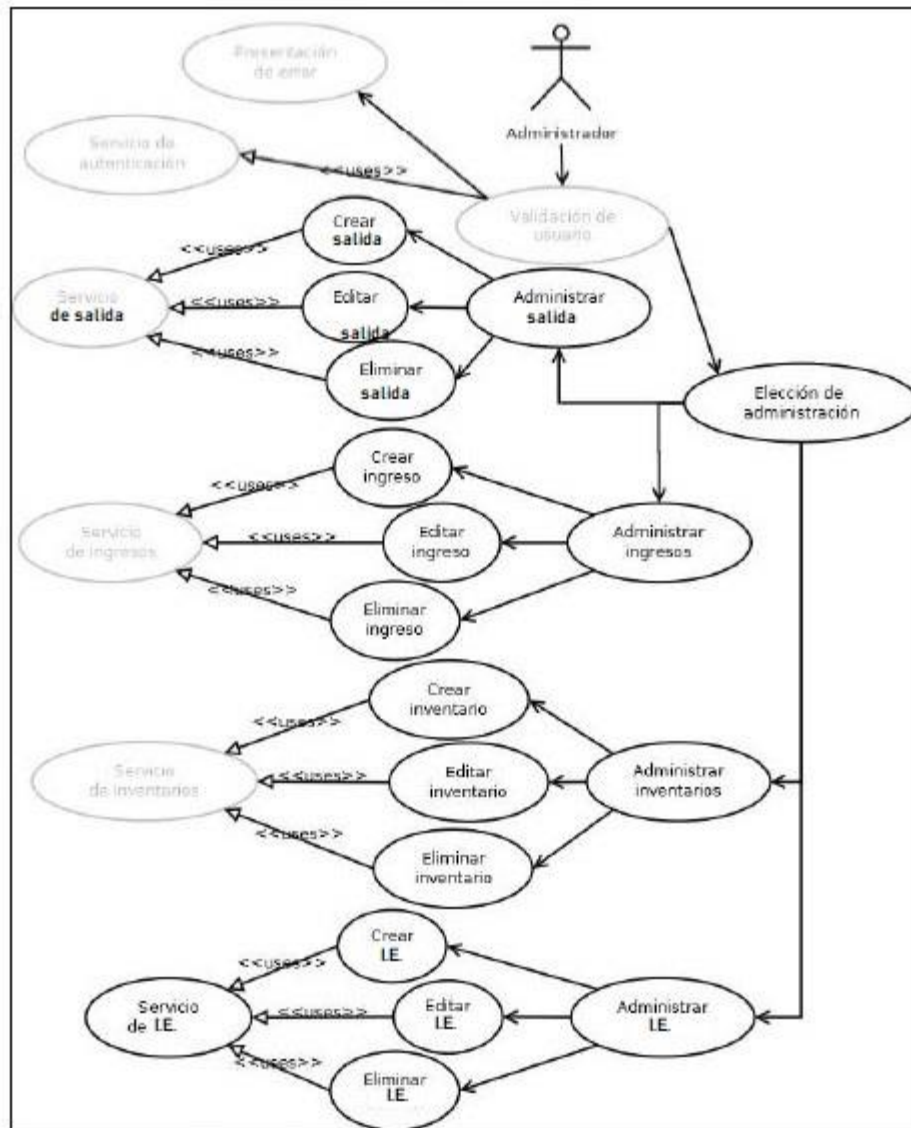 Presentación
de error
Administrador
Servicio de
autenticación
<<uses>>
Validación de
usuario
Crear
salida
<<uses>>
Servicio
de salida
<<uses>>
Editar
salida
Administrar
salida
<<uses>>
Eliminar
salida
Elección de
administración
Crear
ingreso
<<uses>>
Servicio
de ingresos
<<uses>>
Editar
ingreso
Administrar
ingresos
<<uses>>
Eliminar
ingreso
Crear
inventario
<<uses>>
Servicio
de inventarios
<<uses>>
Editar
inventario
Administrar
inventarios
<<uses>>
Eliminar
inventario
Crear
I.E.
<<uses>>
Servicio
de I.E.
<<uses>>
Editar
I.E.
Administrar
I.E.
<<uses>>
Eliminar
I.E.